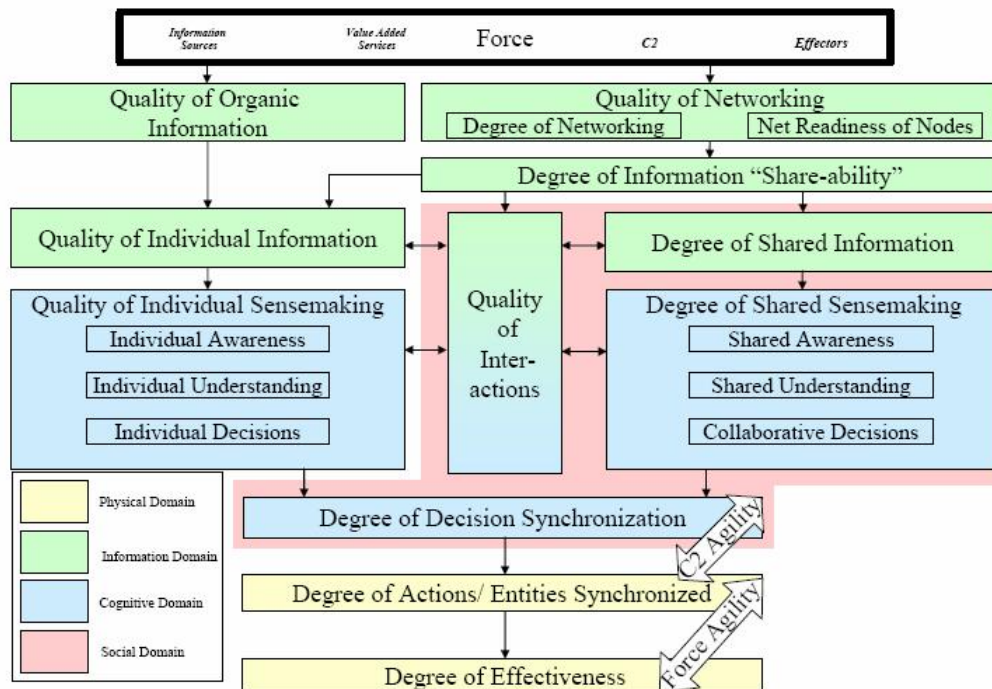 Information
Sources
Value Added
Services
Force
C2
Effectors
Quality of Organic
Information
Quality of Networking
Degree of Networking
Net Readiness of Nodes
Degree of Information “Share-ability”
Quality of Individual Information
Degree of Shared Information
Quality of Individual Sensemaking
Individual Awareness
Individual Understanding
Individual Decisions
Quality
of
Inter-
actions
Degree of Shared Sensemaking
Shared Awareness
Shared Understanding
Collaborative Decisions
Physical Domain
Information Domain
Cognitive Domain
Social Domain
Degree of Decision Synchronization
C2 Agility
Degree of Actions/ Entities Synchronized
Force Agility
Degree of Effectiveness